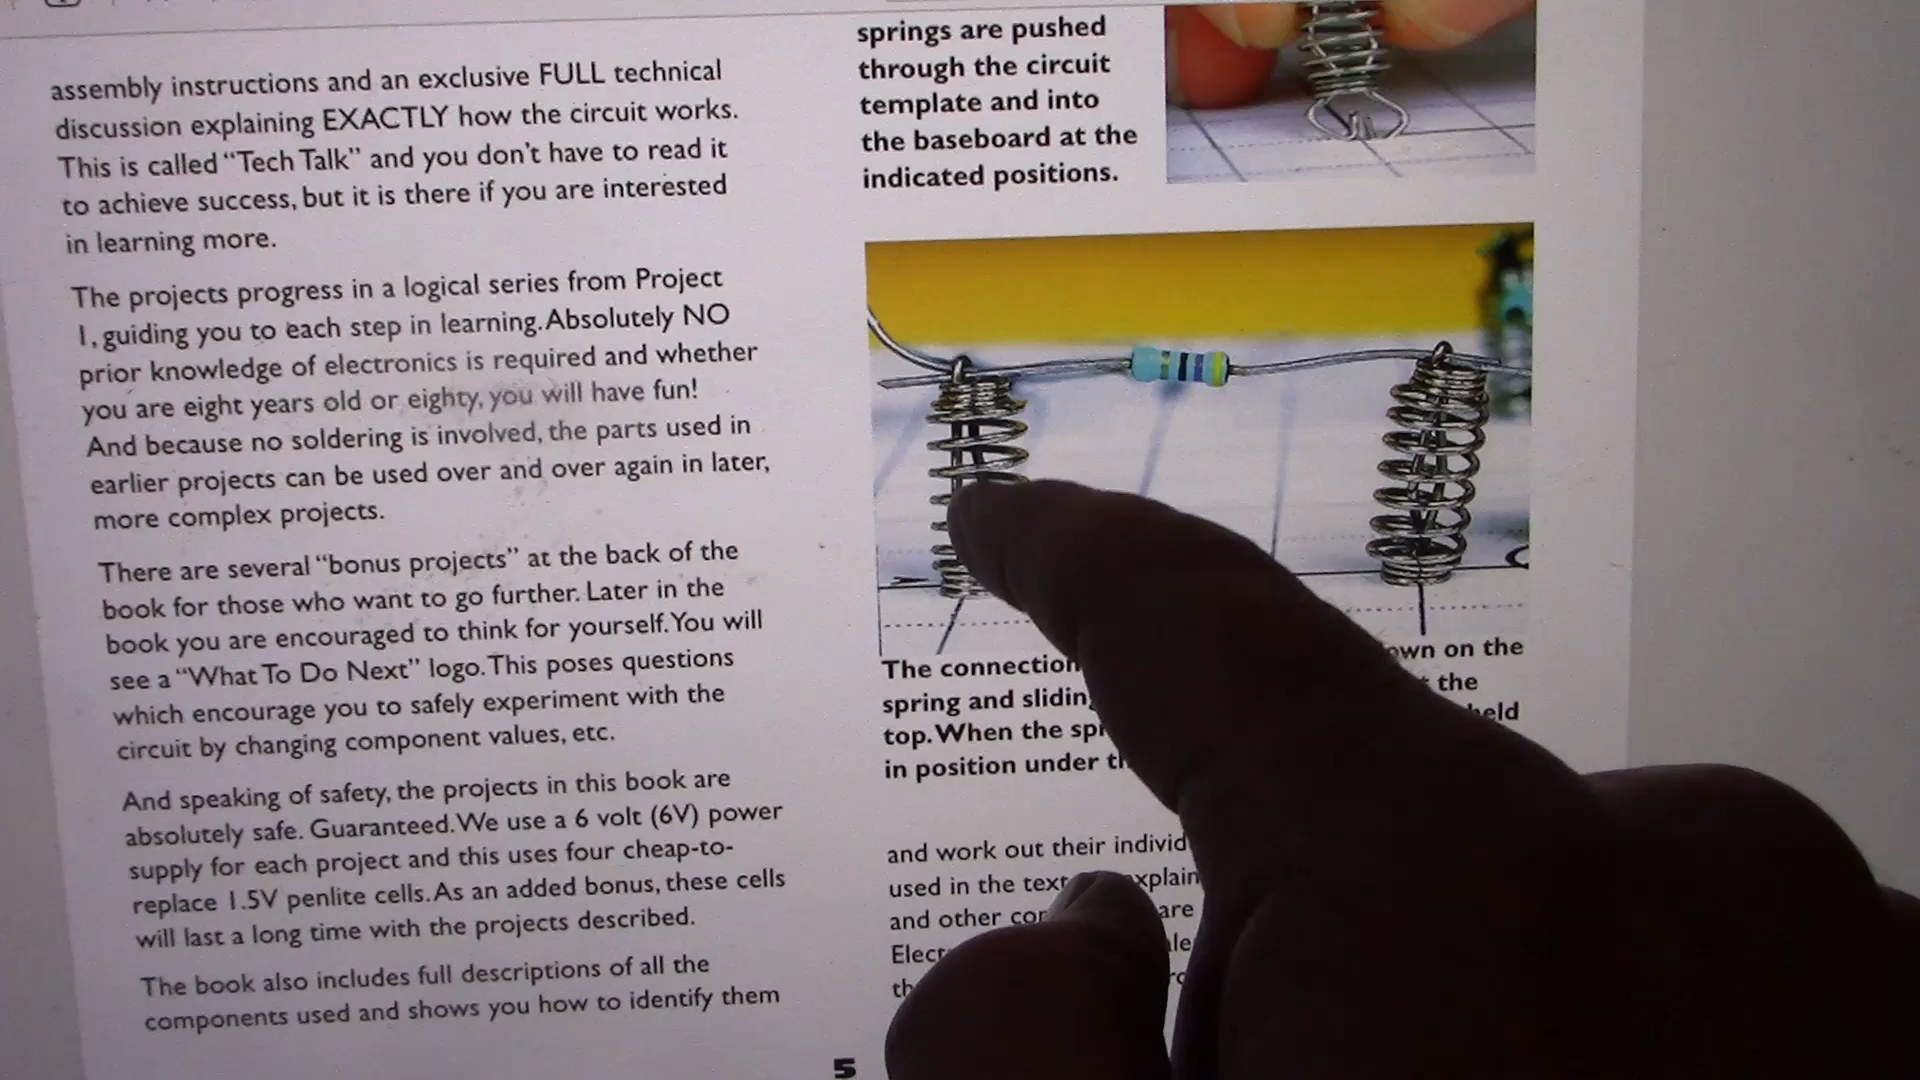 assembly instructions and an exclusive FULL technical
discussion explaining EXACTLY how the circuit works.
This is called “Tech Talk” and you don’t have to read it
to achieve success, but it is there if you are interested
in learning more.
The projects progress in a logical series from Project
1, guiding you to each step in learning. Absolutely NO
prior knowledge of electronics is required and whether
you are eight years old or eighty, you will have fun!
And because no soldering is involved, the parts used in
earlier projects can be used over and over again in later,
more complex projects.
There are several “bonus projects” at the back of the
book for those who want to go further. Later in the
book you are encouraged to think for yourself. You will
see a “What To Do Next” logo. This poses questions
which encourage you to safely experiment with the
circuit by changing component values, etc.
And speaking of safety, the projects in this book are
absolutely safe. Guaranteed. We use a 6 volt (6V) power
supply for each project and this uses four cheap-to-
replace 1.5V penlite cells. As an added bonus, these cells
will last a long time with the projects described.
The book also includes full descriptions of all the
components used and shows you how to identify them
springs are pushed
through the circuit
template and into
the baseboard at the
indicated positions.
The connection on the
spring and the
top. When the
in position under
and work out their
used in the text
and other are
5